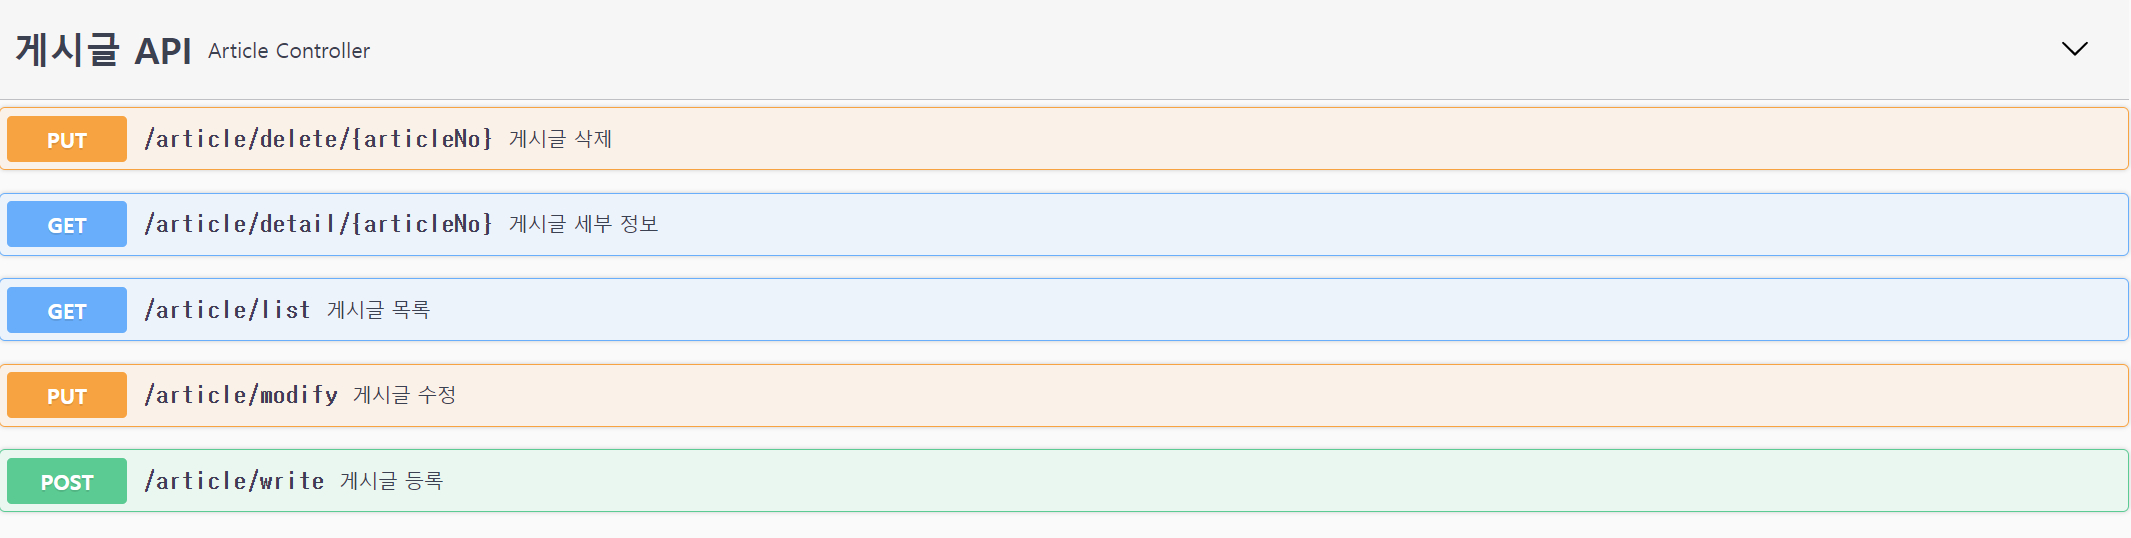 게시글 API Article Controller
PUT /article/delete/{articleNo} 게시글 삭제
GET /article/detail/{articleNo} 게시글 세부 정보
GET /article/list 게시글 목록
PUT /article/modify 게시글 수정
POST /article/write 게시글 등록